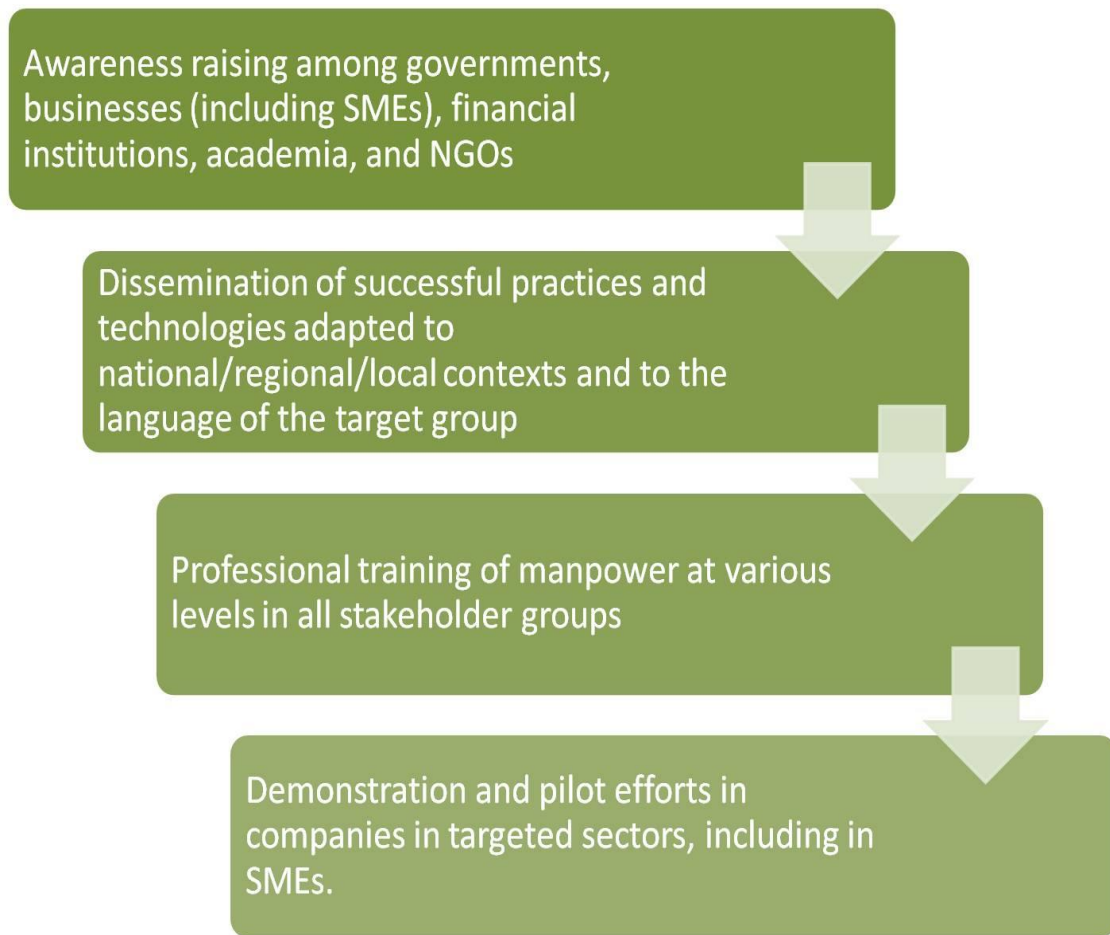 Awareness raising among governments,
businesses (including SMEs), financial
institutions, academia, and NGOs
Dissemination of successful practices and
technologies adapted to
national/regional/local contexts and to the
language of the target group
Professional training of manpower at various
levels in all stakeholder groups
Demonstration and pilot efforts in
companies in targeted sectors, including in
SMEs.